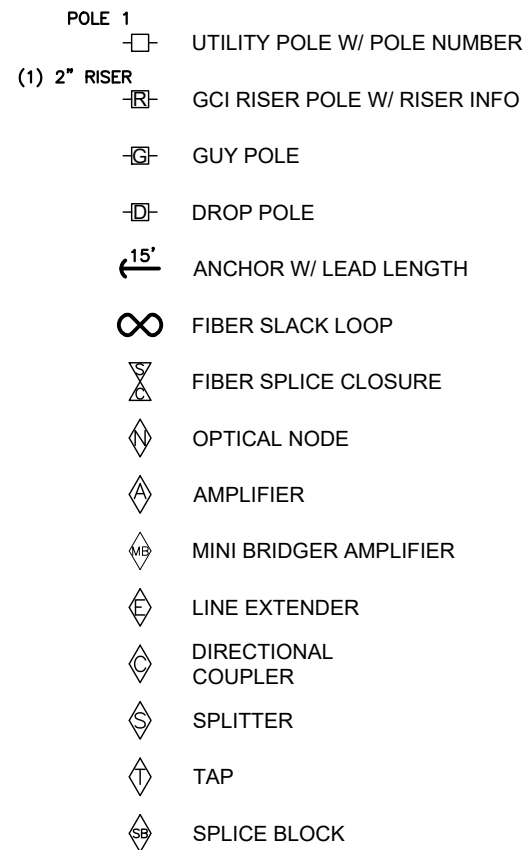 POLE 1
UTILITY POLE W/ POLE NUMBER
(1) 2" RISER
R GCI RISER POLE W/ RISER INFO
G GUY POLE
D DROP POLE
15' ANCHOR W/ LEAD LENGTH
FIBER SLACK LOOP
S
C
FIBER SPLICE CLOSURE
N OPTICAL NODE
A AMPLIFIER
MB MINI BRIDGER AMPLIFIER
E LINE EXTENDER
C DIRECTIONAL
COUPLER
S SPLITTER
T TAP
SB SPLICE BLOCK